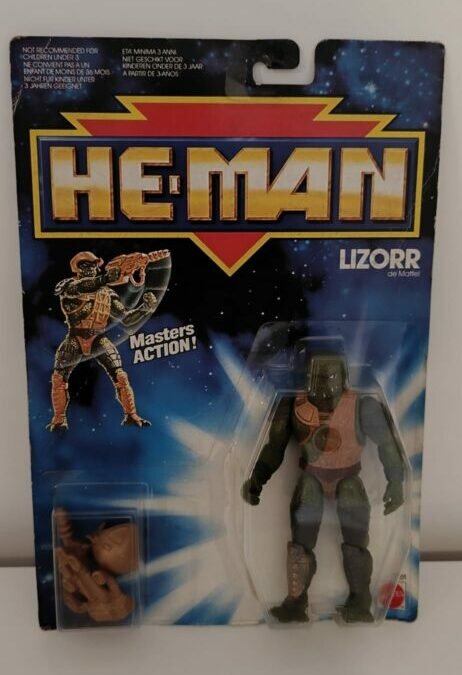 NOT RECOMMENDED FOR
CHILDREN UNDER 3
NE CONVIENT PAS A UN
ENFANT DE MOINS DE 36 MOIS
NICHT FUR KINDER UNTER
3 JAHREN GEEIGNET
ETA' MINIMA 3 ANNI
NIET GESCHIKT VOOR
KINDEREN ONDER DE 3 JAAR
A PARTIR DE 3 ANOS
HE-MAN
LIZORR
de Mattel
Masters
ACTION!